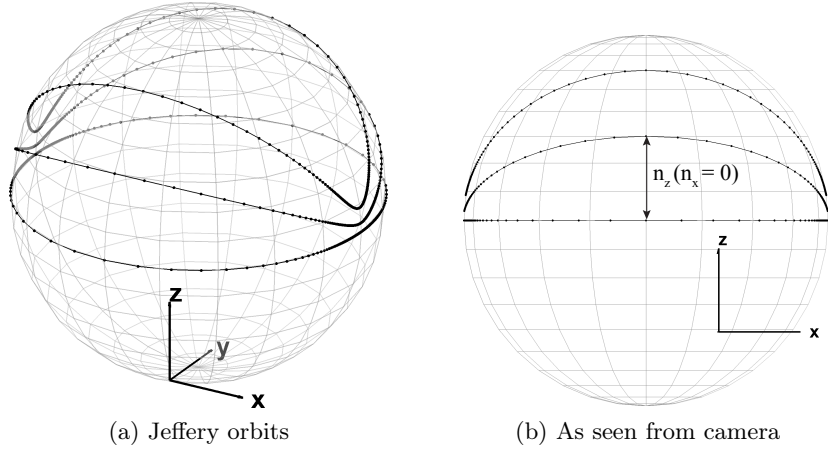 z
y
x
(a) Jeffery orbits
n_z(n_x=0)
z
x
(b) As seen from camera